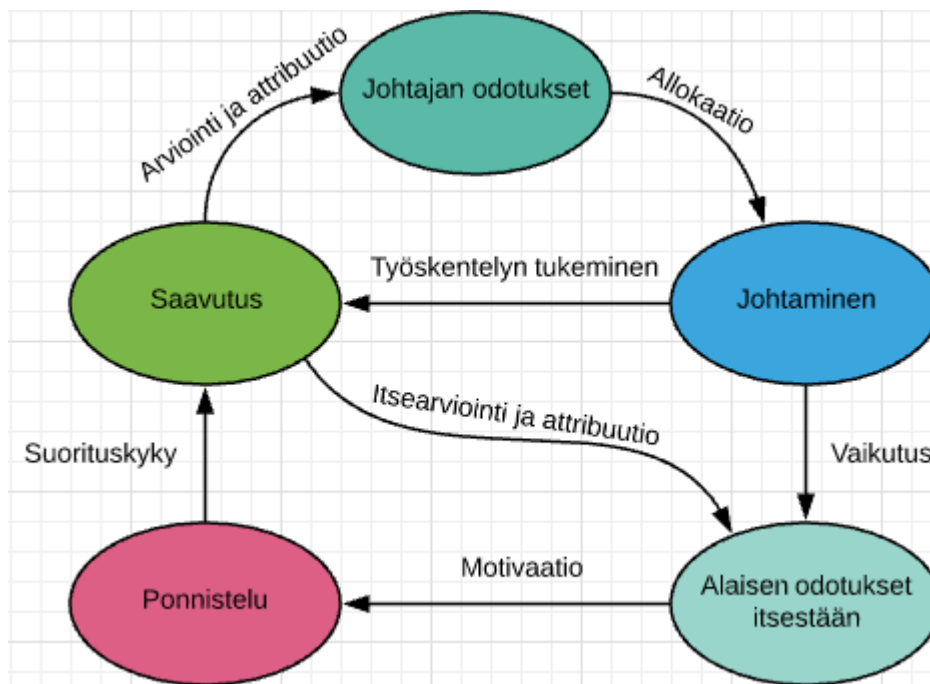 Arviointi ja attribuutio
Johtajan odotukset
Allokaatio
Saavutus
Työskentelyn tukeminen
Johtaminen
Itsearviointi ja attribuutio
Suorituskyky
Vaikutus
Ponnistelu
Motivaatio
Alaisen odotukset
itsestään